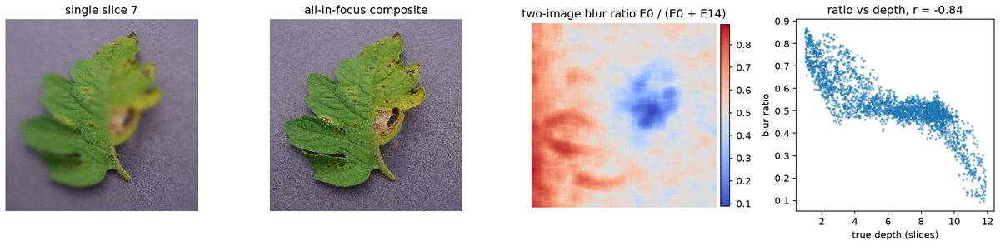 single slice 7
all-in-focus composite
two-image blur ratio E0 / (E0 + E14)
0.8
0.7
0.6
0.5
0.4
0.3
0.2
0.1
ratio vs depth, r = -0.84
blur ratio
0.9
0.8
0.7
0.6
0.5
0.4
0.3
0.2
0.1
2 4 6 8 10 12
true depth (slices)